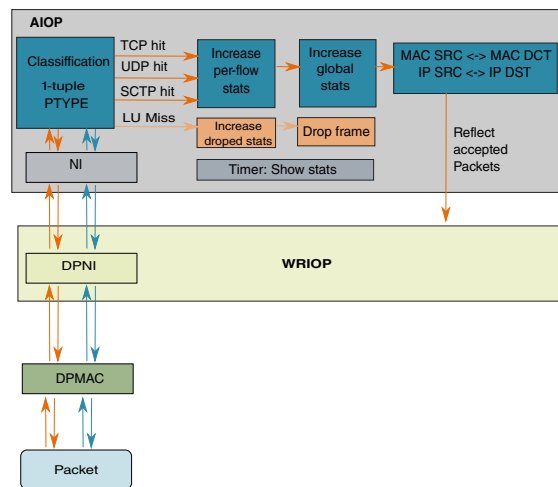 AIOP
Classiffication
1-tuple
PTYPE
TCP hit
UDP hit
SCTP hit
LU Miss
Increase
per-flow
stats
Increase
global
stats
MAC SRC <-> MAC DCT
IP SRC <-> IP DST
Increase
droped stats
Drop frame
Reflect
accepted
Packets
NI
Timer: Show stats
DPNI
WRIOP
DPMAC
Packet